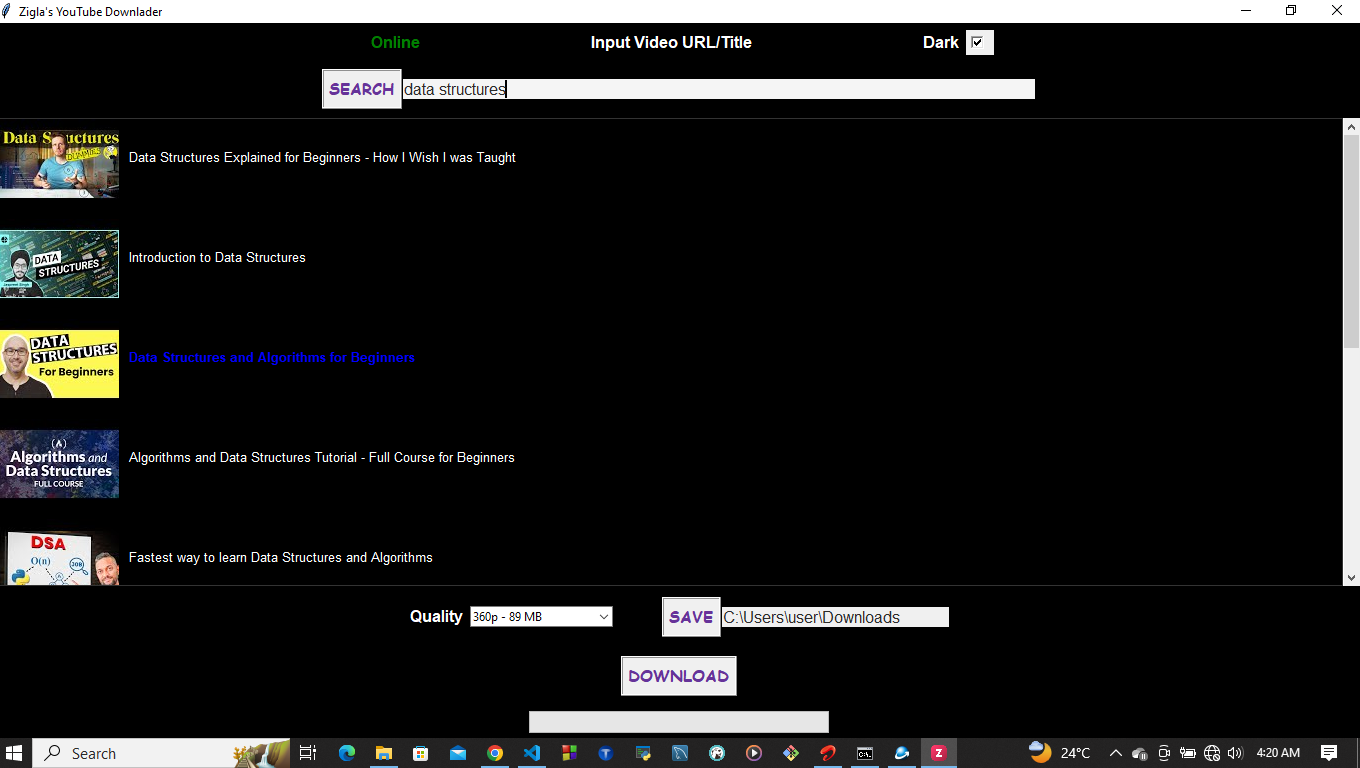 Zigla's YouTube Downlader
Online
Input Video URL/Title
Dark
SEARCH
data structures
Data Structures
DUMMIES
Data Structures Explained for Beginners - How I Wish I was Taught
DATA
STRUCTURES
Introduction to Data Structures
DATA
STRUCTURES
For Beginners
Data Structures and Algorithms for Beginners
Algorithms and
Data Structures
FULL COURSE
Algorithms and Data Structures Tutorial - Full Course for Beginners
DSA
O(n)
JOB
Fastest way to learn Data Structures and Algorithms
Quality
360p - 89 MB
SAVE
C:\Users\user\Downloads
DOWNLOAD
Search
24°C
4:20 AM